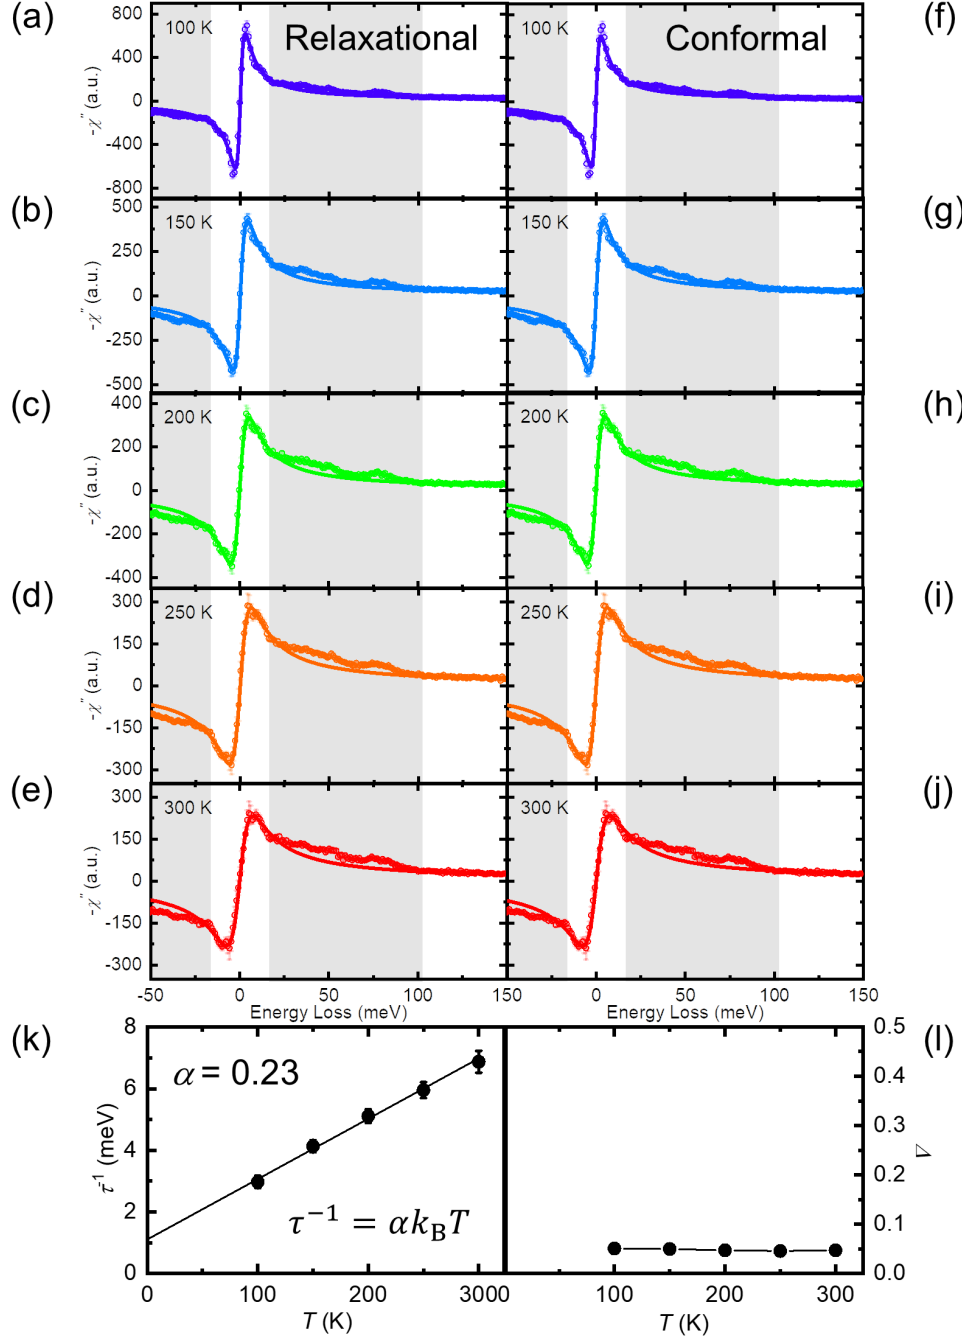 (a)
800
400
0
-400
-800
-χ″ (a.u.)
100 K
Relaxational
100 K
Conformal
(f)
(b)
500
250
0
-250
-500
-χ″ (a.u.)
150 K
150 K
(g)
(c)
400
200
0
-200
-400
-χ″ (a.u.)
200 K
200 K
(h)
(d)
300
150
0
-150
-300
-χ″ (a.u.)
250 K
250 K
(i)
(e)
300
150
0
-150
-300
-χ″ (a.u.)
300 K
300 K
(j)
-50 0 50 100 150 0 50 100 150
Energy Loss (meV) Energy Loss (meV)
(k)
8
6
4
2
0
τ⁻¹ (meV)
α = 0.23
τ⁻¹ = αk_BT
0 100 200 300 0 100 200 300
T (K) T (K)
(l)
0.5
0.4
0.3
0.2
0.1
0.0
Δ